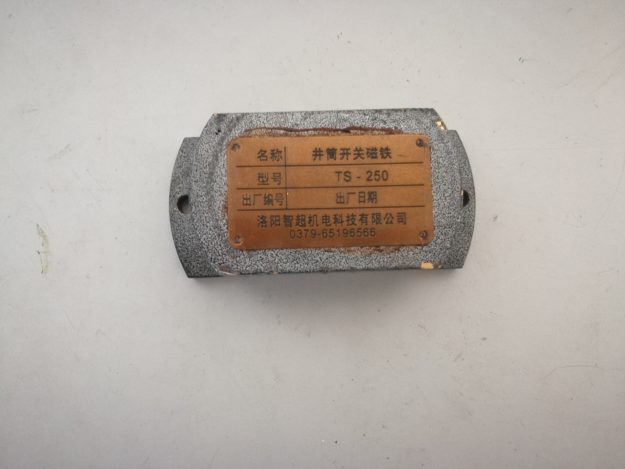 名称 井筒开关磁铁
型号 TS - 250
出厂编号 出厂日期
洛阳智超机电科技有限公司
0379-65196566